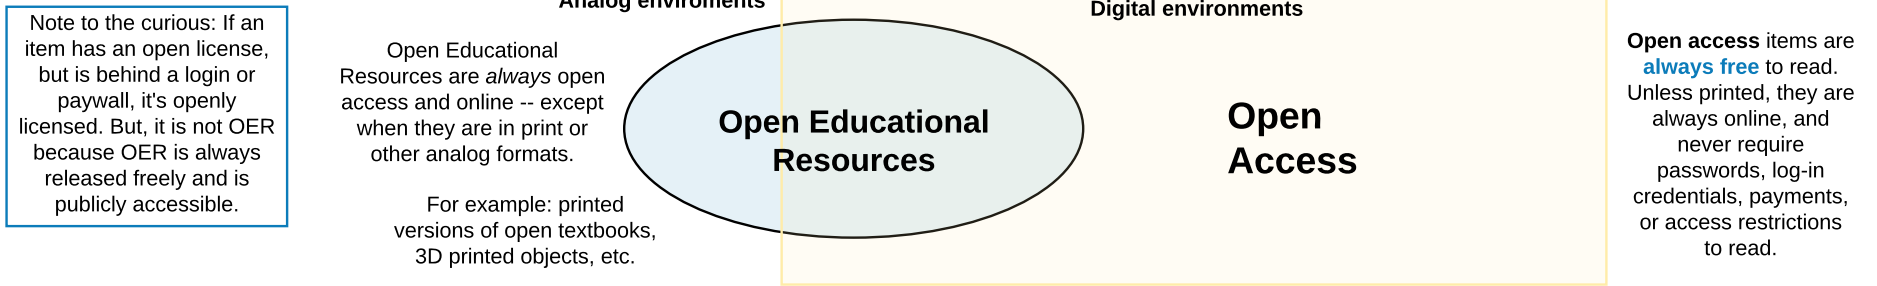 Note to the curious: If an
item has an open license,
but is behind a login or
paywall, it's openly
licensed. But, it is not OER
because OER is always
released freely and is
publicly accessible.
Analog enviroments
Open Educational
Resources are always open
access and online -- except
when they are in print or
other analog formats.
For example: printed
versions of open textbooks,
3D printed objects, etc.
Open Educational
Resources
Digital environments
Open
Access
Open access items are
always free to read.
Unless printed, they are
always online, and
never require
passwords, log-in
credentials, payments,
or access restrictions
to read.